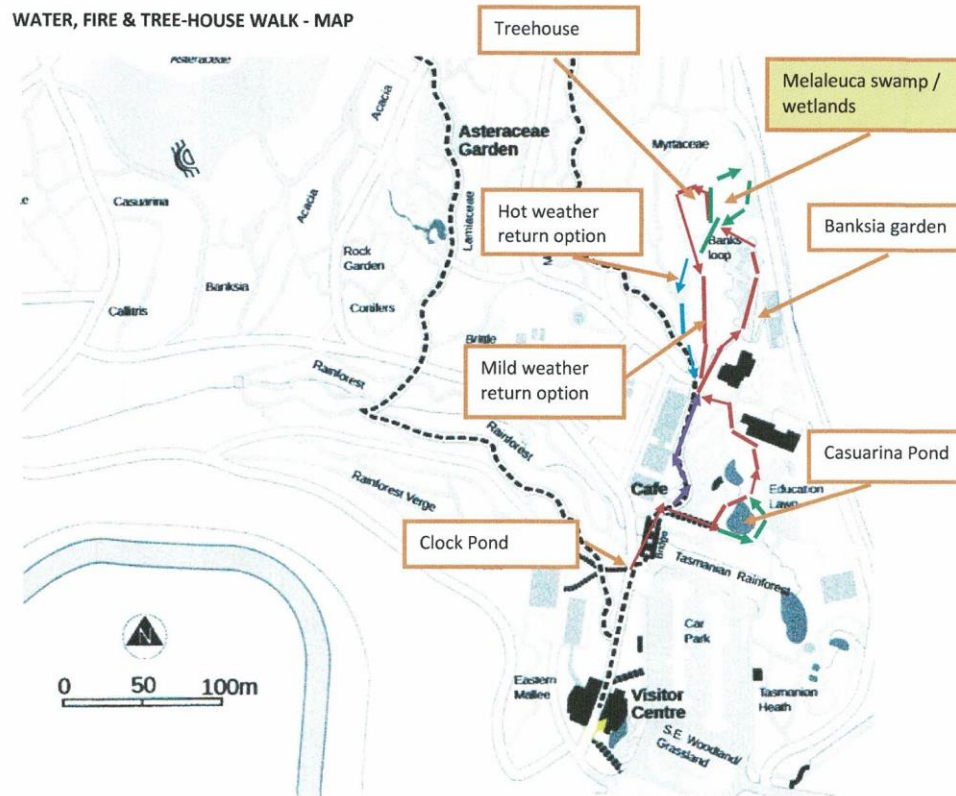 WATER, FIRE & TREE-HOUSE WALK - MAP
Treehouse
Asteraceae
Melaleuca swamp /
wetlands
Acacia
Asteraceae
Garden
Myrtaceae
Casuarina
Acacia
Lamiaceae
Hot weather
return option
Banks
loop
Banksia garden
Rock
Garden
Banksia
Conifers
Callitris
Mild weather
return option
Rainforest
Rainforest
Casuarina Pond
Cafe
Education
Rainforest Verge
Clock Pond
Bridge
Tasmanian Rainforest
N
Car
Park
0 50 100m
Eastern
Mallee
Visitor
Centre
Tasmanian
Heath
S.E. Woodland/
Grassland